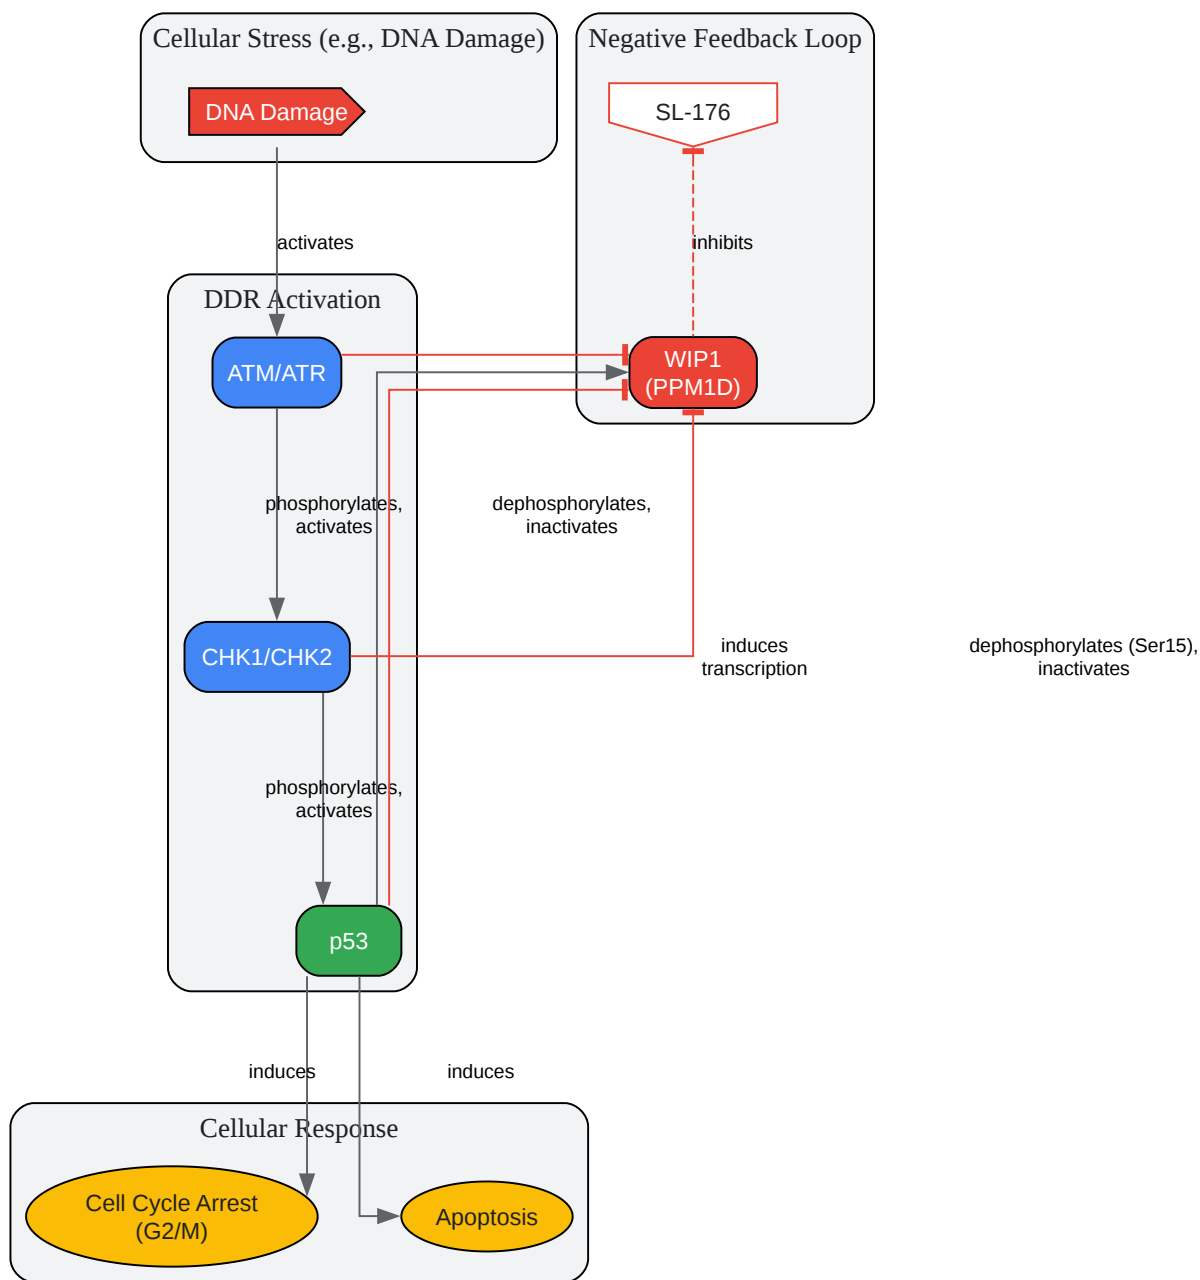 Cellular Stress (e.g., DNA Damage)
Negative Feedback Loop
DNA Damage
SL-176
activates
inhibits
DDR Activation
ATM/ATR
WIP1
(PPM1D)
phosphorylates,
activates
dephosphorylates,
inactivates
CHK1/CHK2
induces
transcription
dephosphorylates (Ser15),
inactivates
phosphorylates,
activates
p53
induces
induces
Cellular Response
Cell Cycle Arrest
(G2/M)
Apoptosis